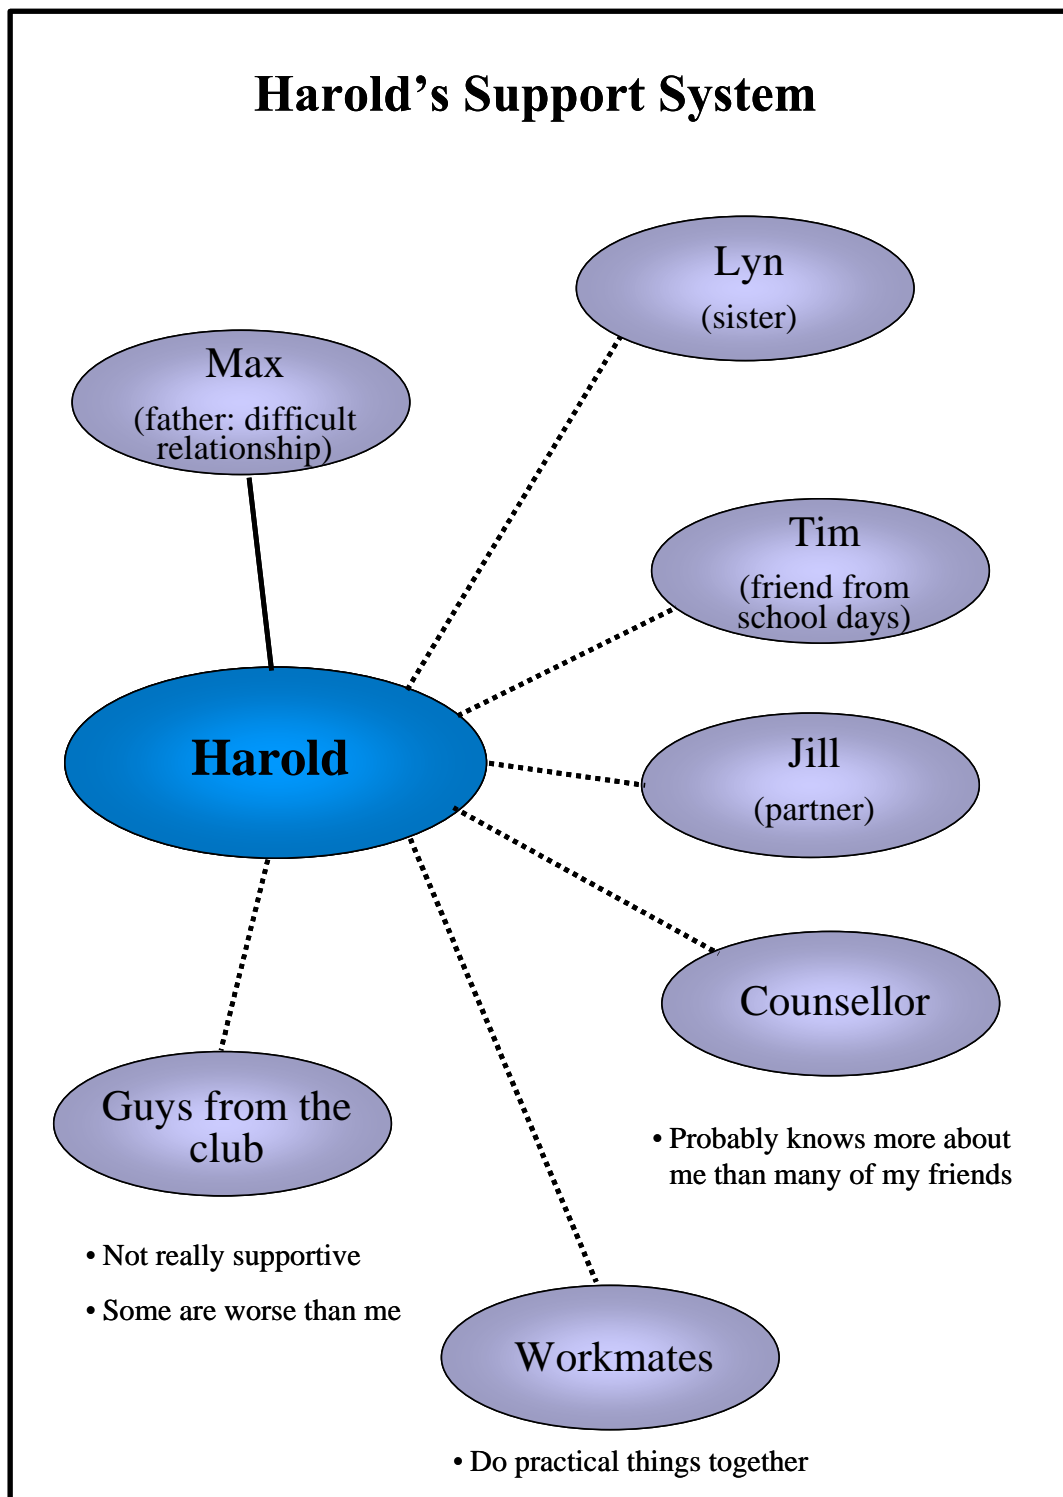 Harold’s Support System
Lyn
(sister)
Max
(father: difficult
relationship)
Tim
(friend from
school days)
Harold
Jill
(partner)
Counsellor
• Probably knows more about
me than many of my friends
Guys from the
club
• Not really supportive
• Some are worse than me
Workmates
• Do practical things together